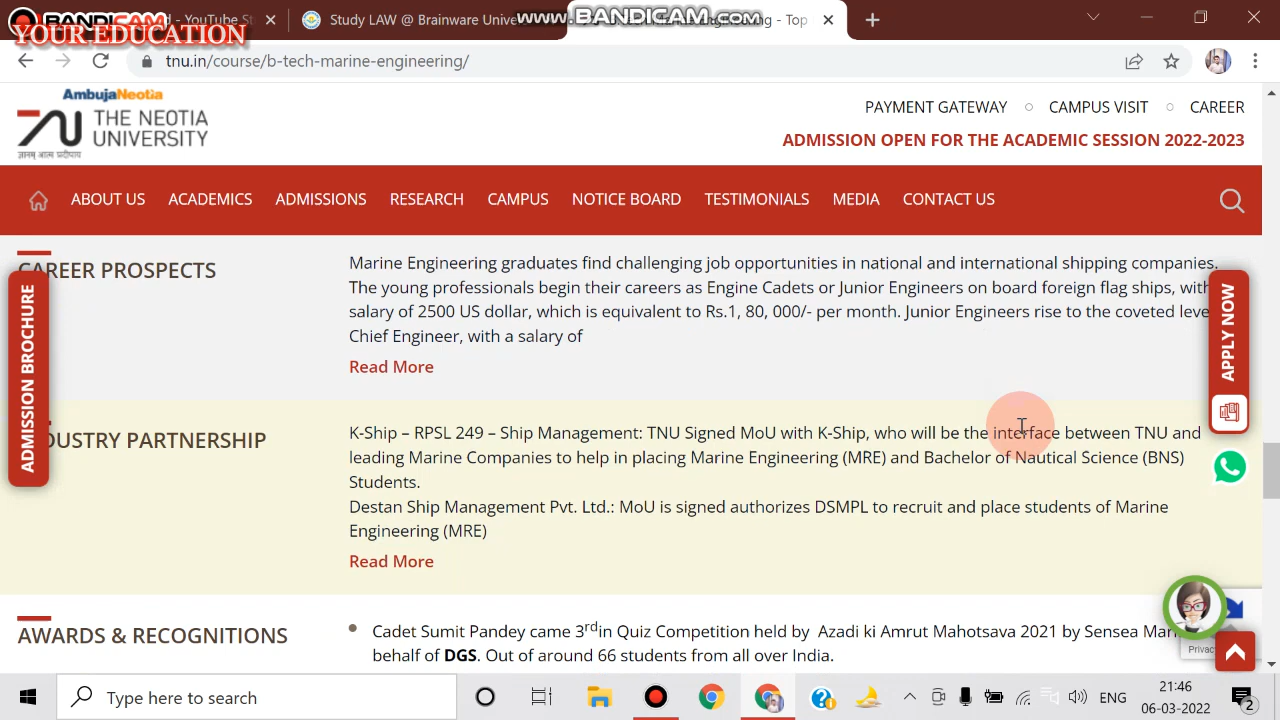 BANDICAM
d - YouTube St
Study LAW @ Brainware Unive
www.BANDICAM.com
ngineering - Top
YOUR EDUCATION
tnu.in/course/b-tech-marine-engineering/
AmbujaNeotia
THE NEOTIA
UNIVERSITY
ज्ञानम् आत्म प्रदीपाय
PAYMENT GATEWAY
CAMPUS VISIT
CAREER
ADMISSION OPEN FOR THE ACADEMIC SESSION 2022-2023
ABOUT US ACADEMICS ADMISSIONS RESEARCH CAMPUS NOTICE BOARD TESTIMONIALS MEDIA CONTACT US
CAREER PROSPECTS
Marine Engineering graduates find challenging job opportunities in national and international shipping companies.
The young professionals begin their careers as Engine Cadets or Junior Engineers on board foreign flag ships, with
salary of 2500 US dollar, which is equivalent to Rs.1, 80, 000/- per month. Junior Engineers rise to the coveted leve
Chief Engineer, with a salary of
Read More
ADMISSION BROCHURE
APPLY NOW
DUSTRY PARTNERSHIP
K-Ship – RPSL 249 – Ship Management: TNU Signed MoU with K-Ship, who will be the interface between TNU and
leading Marine Companies to help in placing Marine Engineering (MRE) and Bachelor of Nautical Science (BNS)
Students.
Destan Ship Management Pvt. Ltd.: MoU is signed authorizes DSMPL to recruit and place students of Marine
Engineering (MRE)
Read More
AWARDS & RECOGNITIONS
Cadet Sumit Pandey came 3rdin Quiz Competition held by Azadi ki Amrut Mahotsava 2021 by Sensea Mar
behalf of DGS. Out of around 66 students from all over India.
Privac
Type here to search
ENG
21:46
06-03-2022
2